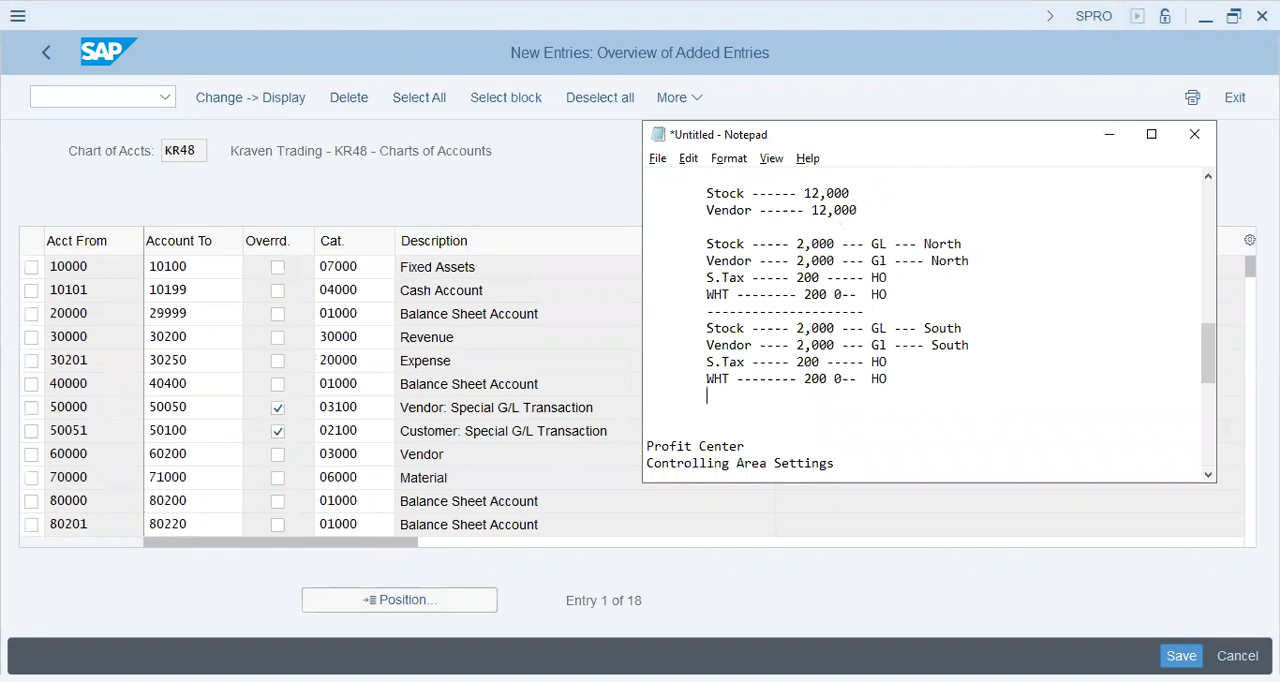 SPRO
SAP
New Entries: Overview of Added Entries
Change -> Display Delete Select All Select block Deselect all More Exit
Chart of Accts: KR48 Kraven Trading - KR48 - Charts of Accounts
Acct From Account To Overrd. Cat. Description
10000 10100 07000 Fixed Assets
10101 10199 04000 Cash Account
20000 29999 01000 Balance Sheet Account
30000 30200 30000 Revenue
30201 30250 20000 Expense
40000 40400 01000 Balance Sheet Account
50000 50050 03100 Vendor: Special G/L Transaction
50051 50100 02100 Customer: Special G/L Transaction
60000 60200 03000 Vendor
70000 71000 06000 Material
80000 80200 01000 Balance Sheet Account
80201 80220 01000 Balance Sheet Account
Position... Entry 1 of 18
Save Cancel
*Untitled - Notepad
File Edit Format View Help
Stock ------ 12,000
Vendor ------ 12,000
Stock ----- 2,000 --- GL --- North
Vendor ----- 2,000 --- Gl ---- North
S.Tax ----- 200 ----- HO
WHT -------- 200 0-- HO
----------------------
Stock ----- 2,000 --- GL --- South
Vendor ----- 2,000 --- Gl ---- South
S.Tax ----- 200 ----- HO
WHT -------- 200 0-- HO
Profit Center
Controlling Area Settings